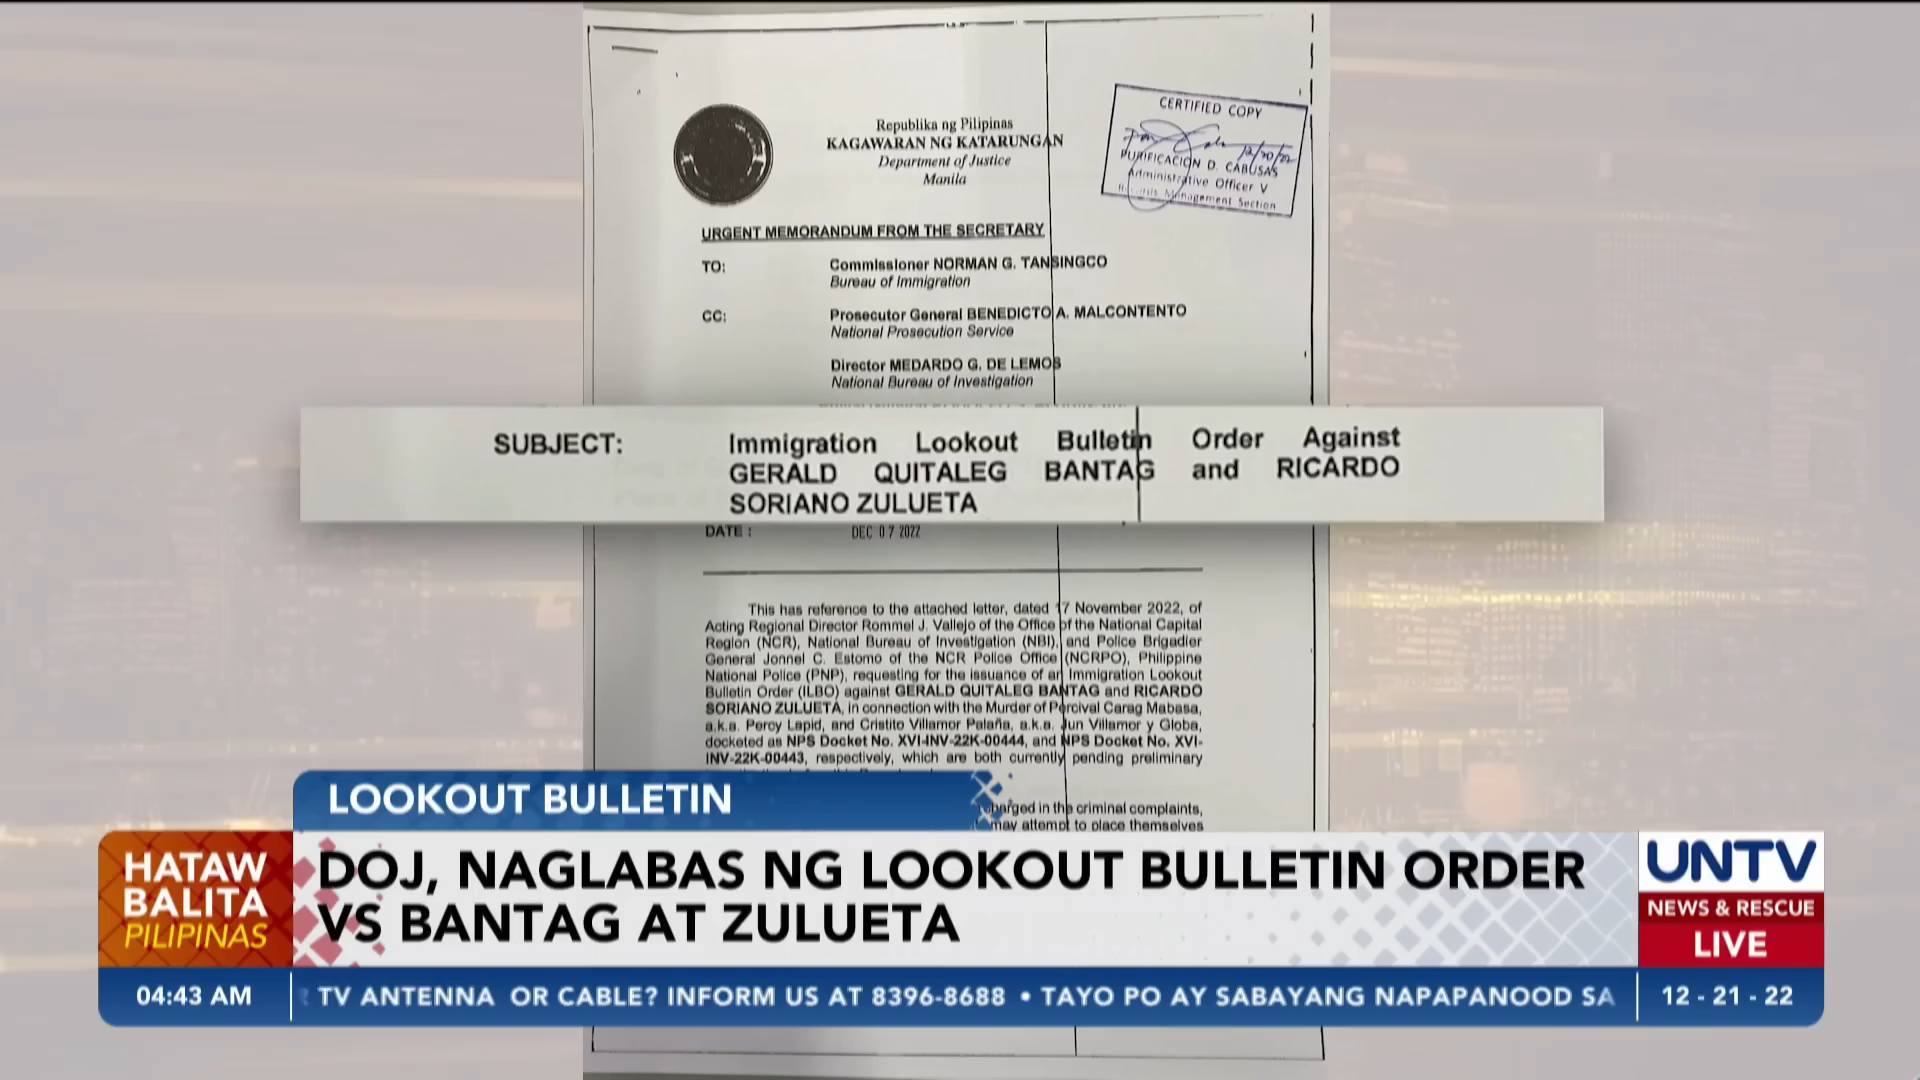 Republika ng Pilipinas
KAGAWARAN NG KATARUNGAN
Department of Justice
Manila
CERTIFIED COPY
12/20/22
PURIFICACION D. CABUSAS
Administrative Officer V
Management Section
URGENT MEMORANDUM FROM THE SECRETARY
TO: Commissioner NORMAN G. TANSINGCO
Bureau of Immigration
CC: Prosecutor General BENEDICTO A. MALCONTENTO
National Prosecution Service
Director MEDARDO G. DE LEMOS
National Bureau of Investigation
SUBJECT: Immigration Lookout Bulletin Order Against
GERALD QUITALEG BANTAG and RICARDO
SORIANO ZULUETA
DATE : DEC 07 2022
This has reference to the attached letter, dated 17 November 2022, of
Acting Regional Director Rommel J. Vallejo of the Office of the National Capital
Region (NCR), National Bureau of Investigation (NBI), and Police Brigadier
General Jonnel C. Estomo of the NCR Police Office (NCRPO), Philippine
National Police (PNP), requesting for the issuance of an Immigration Lookout
Bulletin Order (ILBO) against GERALD QUITALEG BANTAG and RICARDO
SORIANO ZULUETA, in connection with the Murder of Percival Carag Mabasa,
a.k.a. Percy Lapid, and Cristito Villamor Palaña, a.k.a. Jun Villamor y Globa,
docketed as NPS Docket No. XVI-INV-22K-00444, and NPS Docket No. XVI-
INV-22K-00443, respectively, which are both currently pending preliminary
charged in the criminal complaints,
may attempt to place themselves
LOOKOUT BULLETIN
HATAW
BALITA
PILIPINAS
DOJ, NAGLABAS NG LOOKOUT BULLETIN ORDER
VS BANTAG AT ZULUETA
UNTV
NEWS & RESCUE
LIVE
04:43 AM
TV ANTENNA OR CABLE? INFORM US AT 8396-8688 • TAYO PO AY SABAYANG NAPAPANOOD SA
12 - 21 - 22